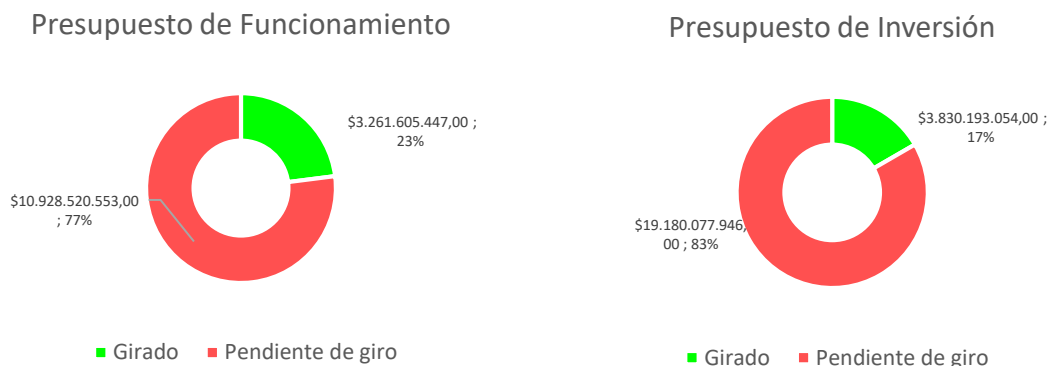 Presupuesto de Funcionamiento
$3.261.605.447,00 ;
23%
$10.928.520.553,00
; 77%
Girado
Pendiente de giro
Presupuesto de Inversión
$3.830.193.054,00 ;
17%
$19.180.077.946,
00 ; 83%
Girado
Pendiente de giro